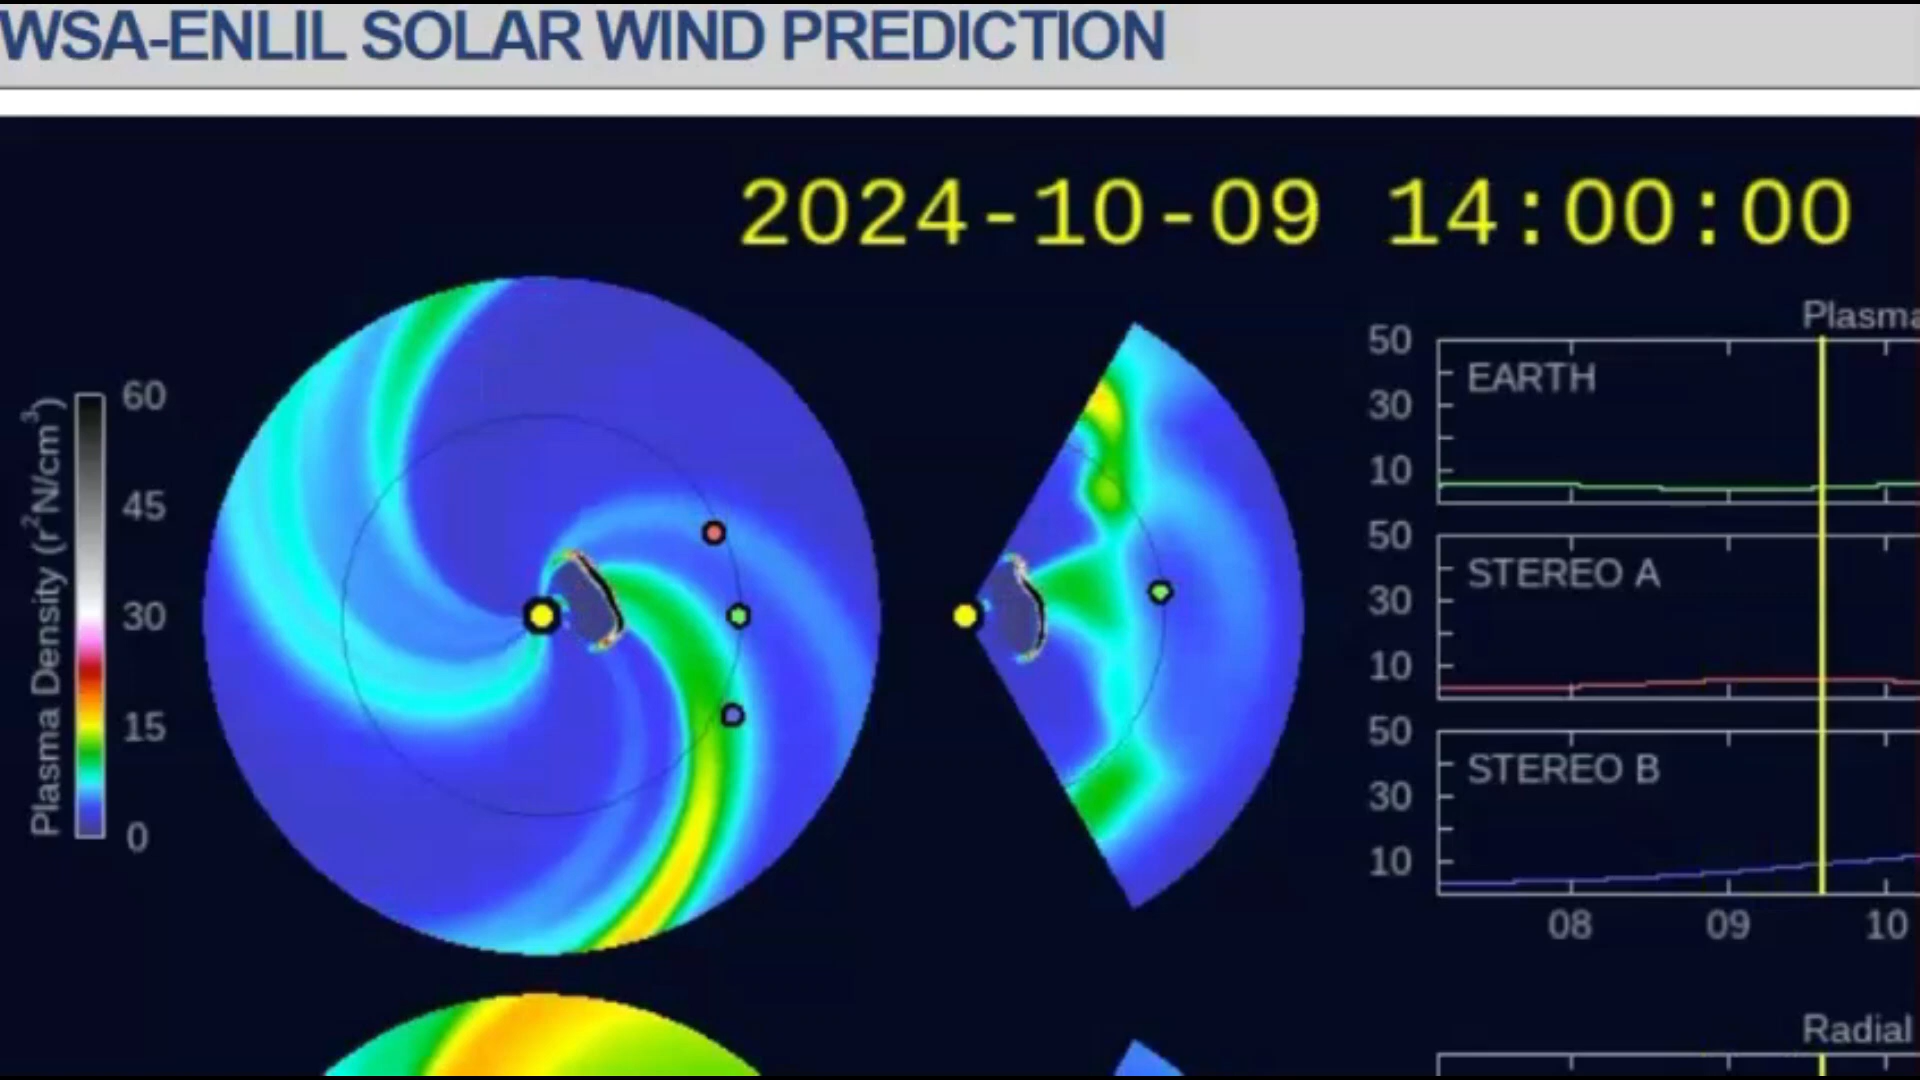 WSA-ENLIL SOLAR WIND PREDICTION
2024-10-09 14:00:00
Plasma Density (r²N/cm³)
60
45
30
15
0
Plasma
50
30
10
EARTH
50
30
10
STEREO A
50
30
10
STEREO B
08 09 10
Radial